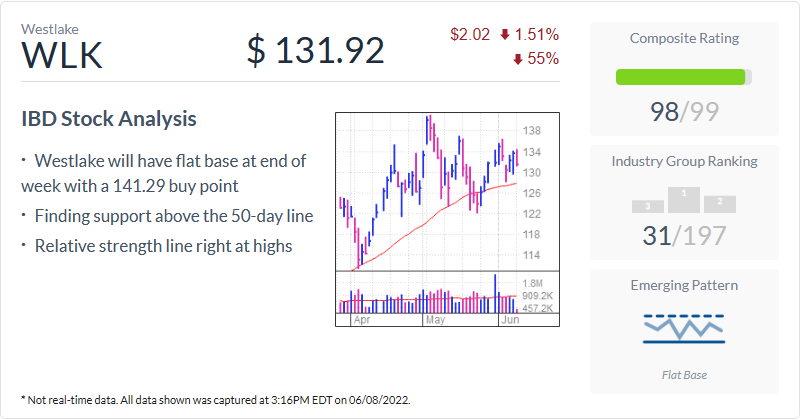 Westlake
WLK
$ 131.92
$2.02 1.51%
55%
IBD Stock Analysis
· Westlake will have flat base at end of
week with a 141.29 buy point
· Finding support above the 50-day line
· Relative strength line right at highs
138
134
130
126
122
118
114
1.8M
909.2K
457.2K
Apr May Jun
Composite Rating
98/99
Industry Group Ranking
3 1 2
31/197
Emerging Pattern
Flat Base
* Not real-time data. All data shown was captured at 3:16PM EDT on 06/08/2022.